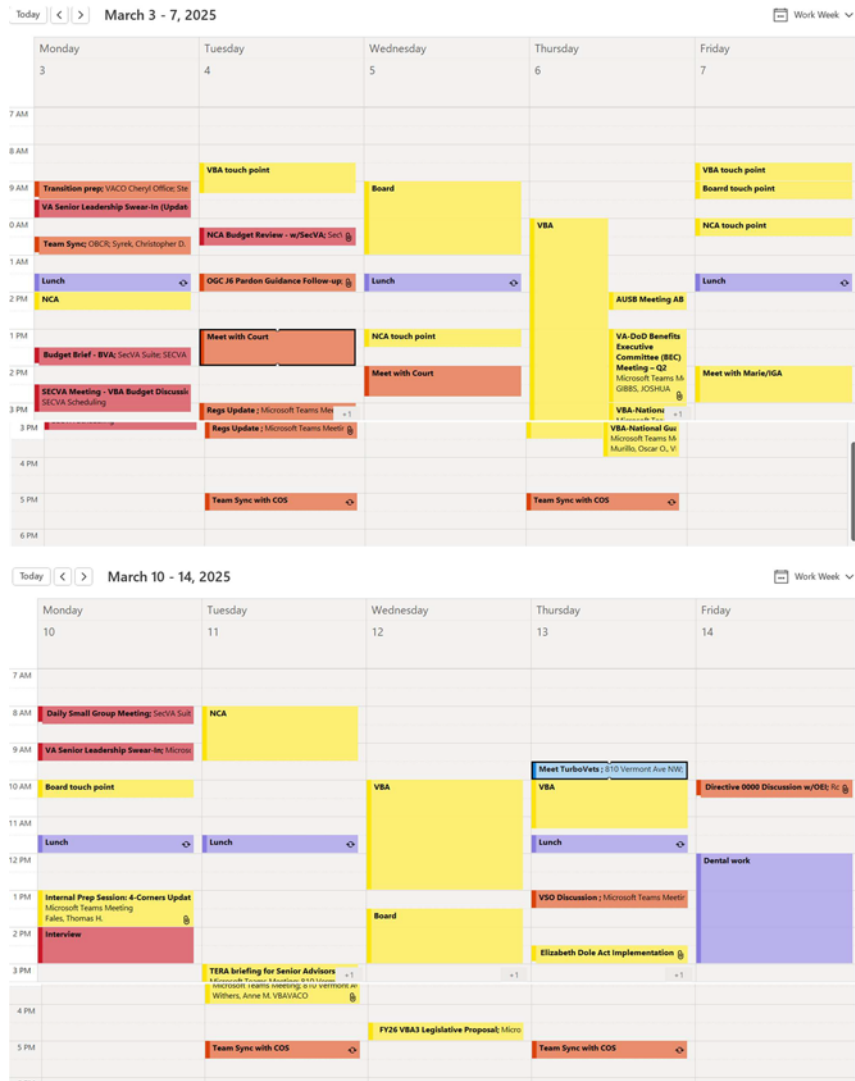 Today < > March 3 - 7, 2025 Work Week
Monday Tuesday Wednesday Thursday Friday
3 4 5 6 7
7 AM
8 AM
VBA touch point VBA touch point
9 AM Transition prep; VACO Cheryl Office; Ste Board Boarrd touch point
VA Senior Leadership Swear-In (Updat
0 AM VBA NCA touch point
NCA Budget Review - w/SecVA; Sec
Team Sync; OBCR; Syrek, Christopher D.
1 AM
Lunch OGC J6 Pardon Guidance Follow-up; Lunch Lunch
2 PM NCA AUSB Meeting AB
1 PM Meet with Court NCA touch point VA-DoD Benefits
Executive
Budget Brief - BVA; SecVA Suite; SECVA Committee (BEC)
Meeting – Q2
2 PM Meet with Court Microsoft Teams M Meet with Marie/IGA
GIBBS, JOSHUA
SECVA Meeting - VBA Budget Discussi
SECVA Scheduling
3 PM Regs Update ; Microsoft Teams Mee +1 VBA-Nationa +1
3 PM Regs Update ; Microsoft Teams Meetir VBA-National Gua
Microsoft Teams M
Murillo, Oscar O., V
4 PM
5 PM Team Sync with COS Team Sync with COS
6 PM
Today < > March 10 - 14, 2025 Work Week
Monday Tuesday Wednesday Thursday Friday
10 11 12 13 14
7 AM
8 AM Daily Small Group Meeting; SecVA Suit NCA
9 AM VA Senior Leadership Swear-In; Micros
Meet TurboVets ; 810 Vermont Ave NW;
10 AM Board touch point VBA VBA Directive 0000 Discussion w/OEI; Ro
11 AM
Lunch Lunch Lunch
12 PM Dental work
1 PM Internal Prep Session: 4-Corners Updat VSO Discussion ; Microsoft Teams Meetir
Microsoft Teams Meeting
Fales, Thomas H. Board
2 PM Interview
Elizabeth Dole Act Implementation
3 PM TERA briefing for Senior Advisors +1 +1 +1
Microsoft Teams Meeting; 810 Vermont A
Withers, Anne M. VBAVACO
4 PM
FY26 VBA3 Legislative Proposal; Micro
5 PM Team Sync with COS Team Sync with COS